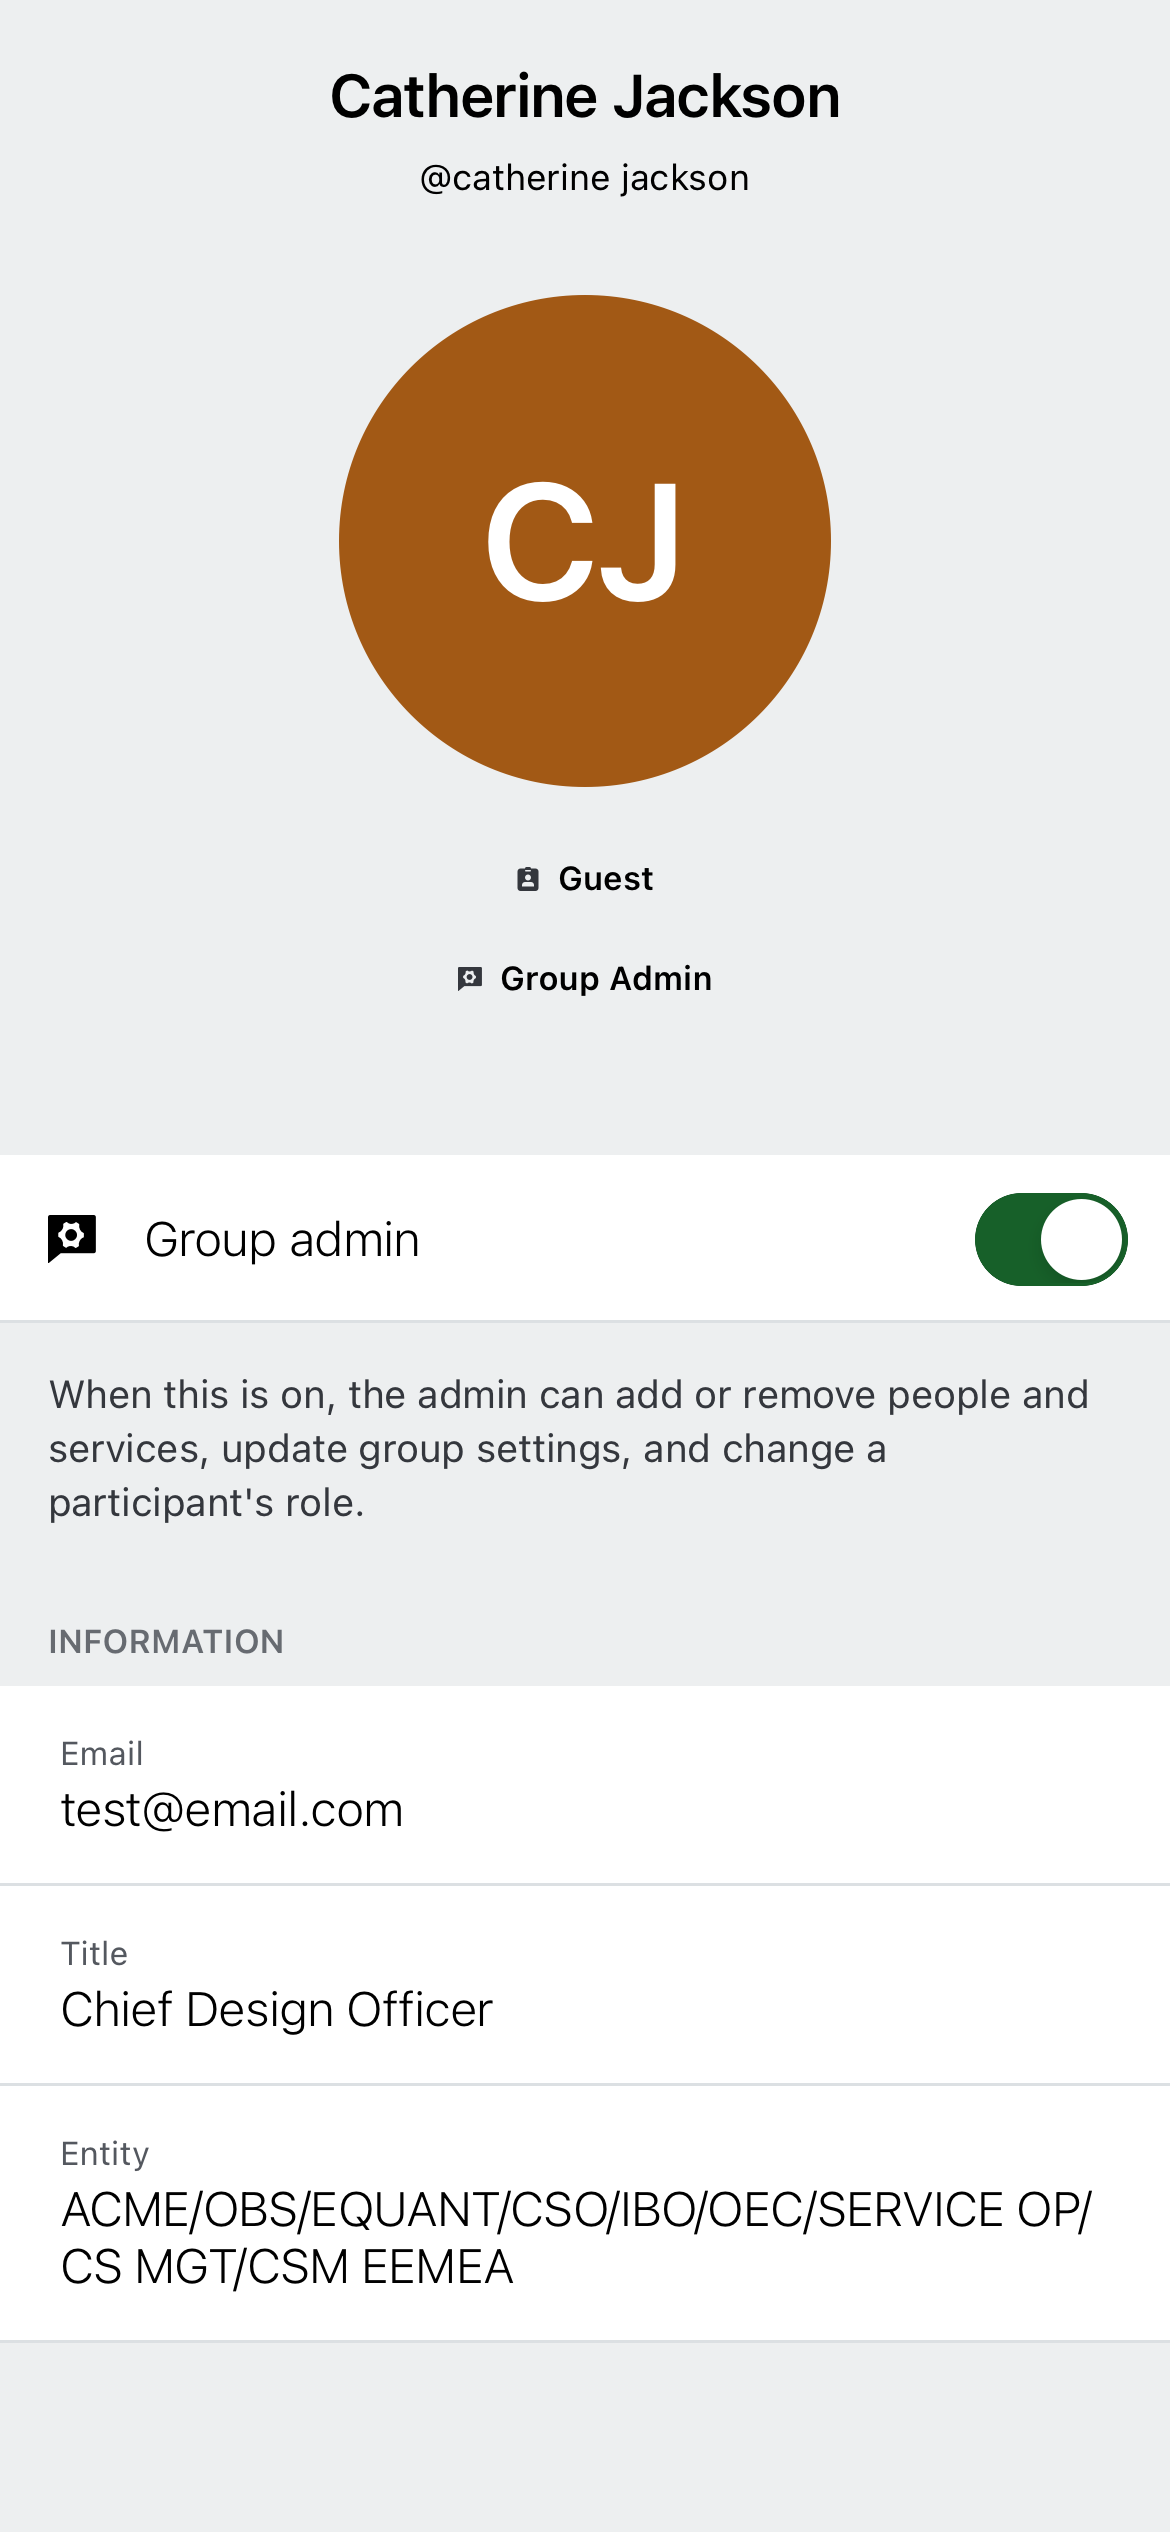 Catherine Jackson
@catherine jackson
CJ
Guest
Group Admin
Group admin
When this is on, the admin can add or remove people and
services, update group settings, and change a
participant's role.
INFORMATION
Email
test@email.com
Title
Chief Design Officer
Entity
ACME/OBS/EQUANT/CSO/IBO/OEC/SERVICE OP/
CS MGT/CSM EEMEA